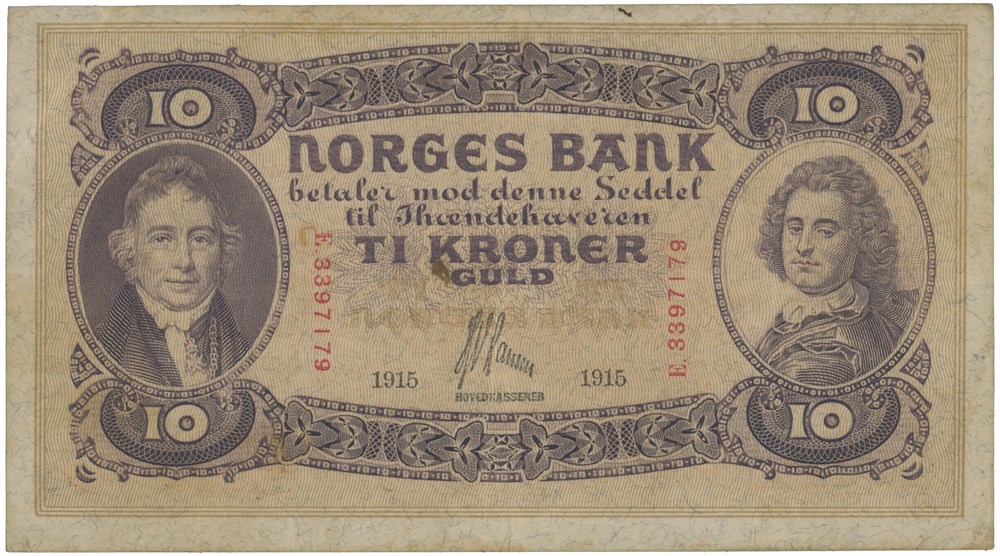 10 10
NORGES BANK
betaler mod denne Seddel
til Ihændehaveren
TI KRONER
GULD
E.3397179
E.3397179
1915 1915
HOVEDKASSERER
10 10